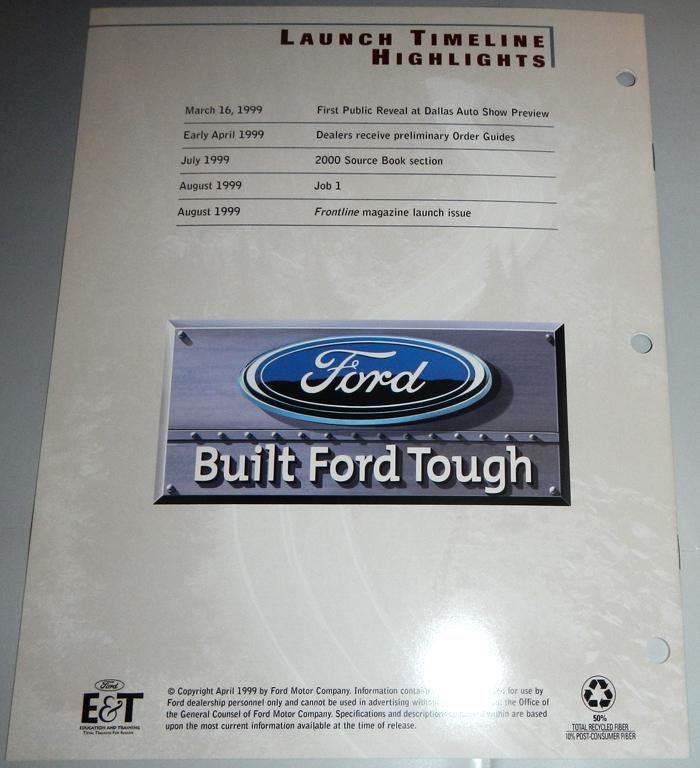 LAUNCH TIMELINE
HIGHLIGHTS
March 16, 1999 First Public Reveal at Dallas Auto Show Preview
Early April 1999 Dealers receive preliminary Order Guides
July 1999 2000 Source Book section
August 1999 Job 1
August 1999 Frontline magazine launch issue
Ford
Built Ford Tough
Ford
E&T
EDUCATION AND TRAINING
© Copyright April 1999 by Ford Motor Company. Information for use by
Ford dealership personnel only and cannot be used in advertising the Office of
the General Counsel of Ford Motor Company. Specifications and within are based
upon the most current information available at the time of release.
50%
TOTAL RECYCLED FIBER
10% POST-CONSUMER FIBER